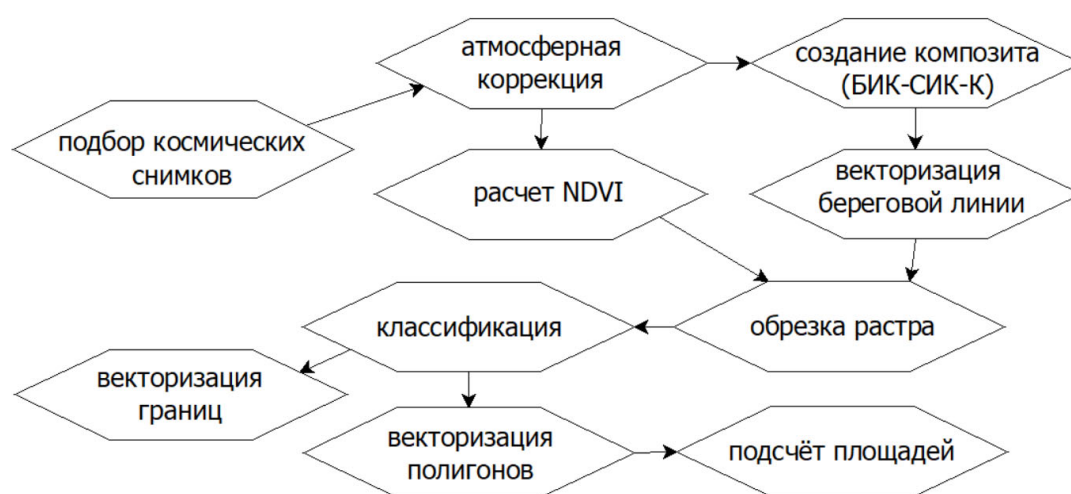 атмосферная
коррекция
создание композита
(БИК-СИК-К)
подбор космических
снимков
расчет NDVI
векторизация
береговой линии
классификация
обрезка растра
векторизация
границ
векторизация
полигонов
подсчёт площадей